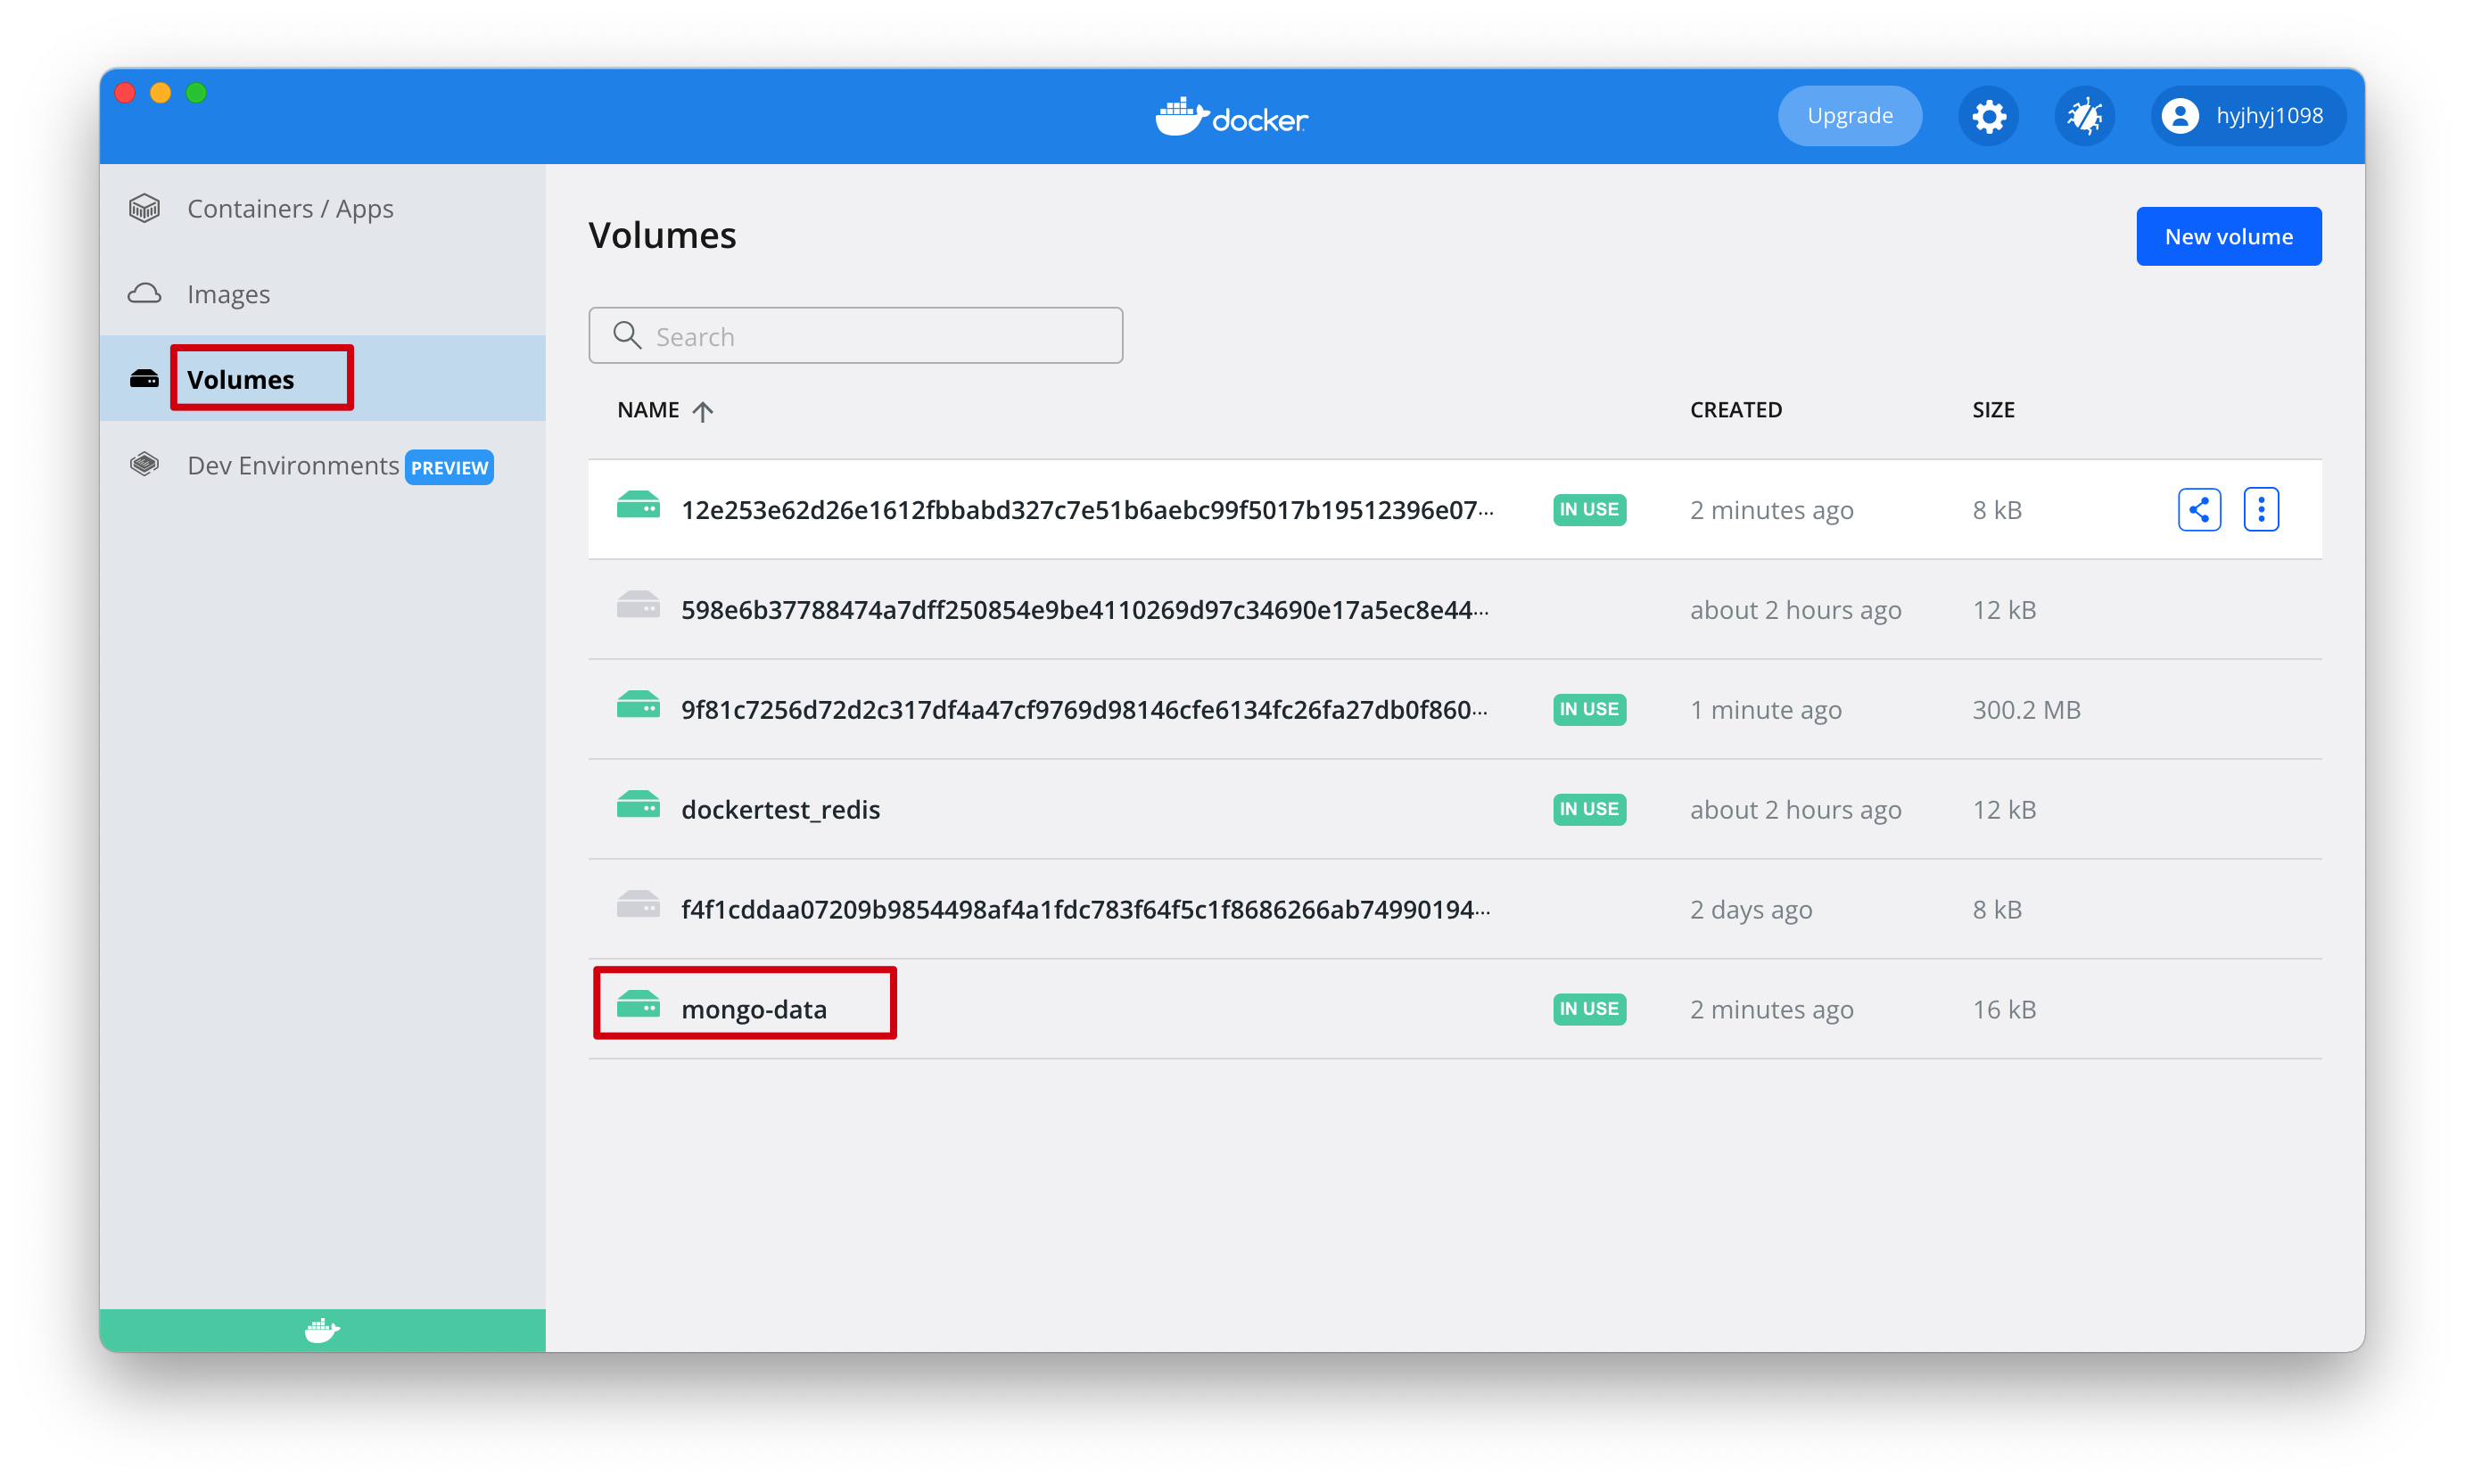 docker
Upgrade
hyjhyj1098
Containers / Apps
Images
Volumes
Dev Environments PREVIEW
Volumes
New volume
Search
NAME CREATED SIZE
12e253e62d26e1612fbbabd327c7e51b6aebc99f5017b19512396e07... IN USE 2 minutes ago 8 kB
598e6b37788474a7dff250854e9be4110269d97c34690e17a5ec8e44... about 2 hours ago 12 kB
9f81c7256d72d2c317df4a47cf9769d98146cfe6134fc26fa27db0f860... IN USE 1 minute ago 300.2 MB
dockertest_redis IN USE about 2 hours ago 12 kB
f4f1cddaa07209b9854498af4a1fdc783f64f5c1f8686266ab74990194... 2 days ago 8 kB
mongo-data IN USE 2 minutes ago 16 kB